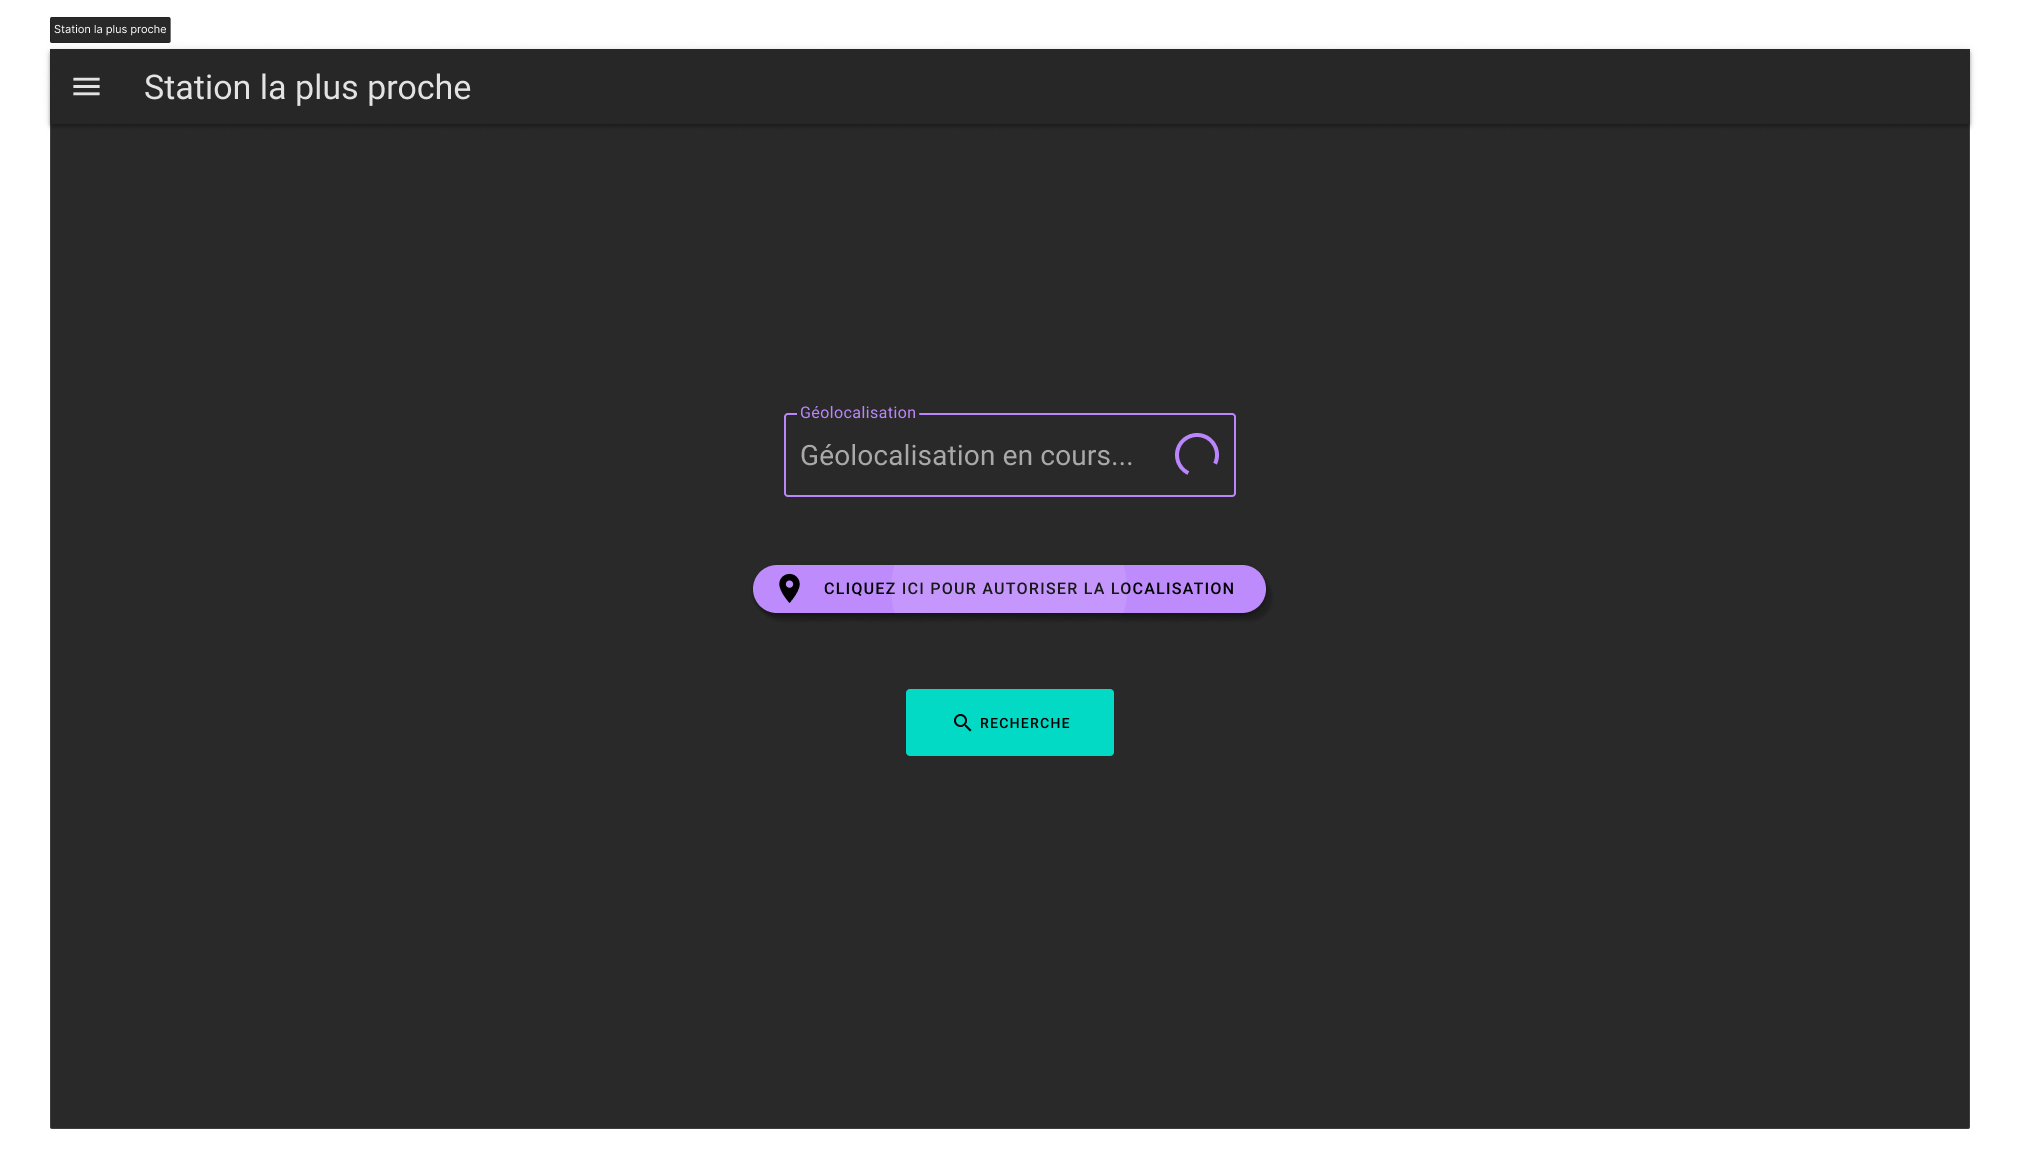 Station la plus proche
Station la plus proche
Géolocalisation
Géolocalisation en cours...
CLIQUEZ ICI POUR AUTORISER LA LOCALISATION
RECHERCHE